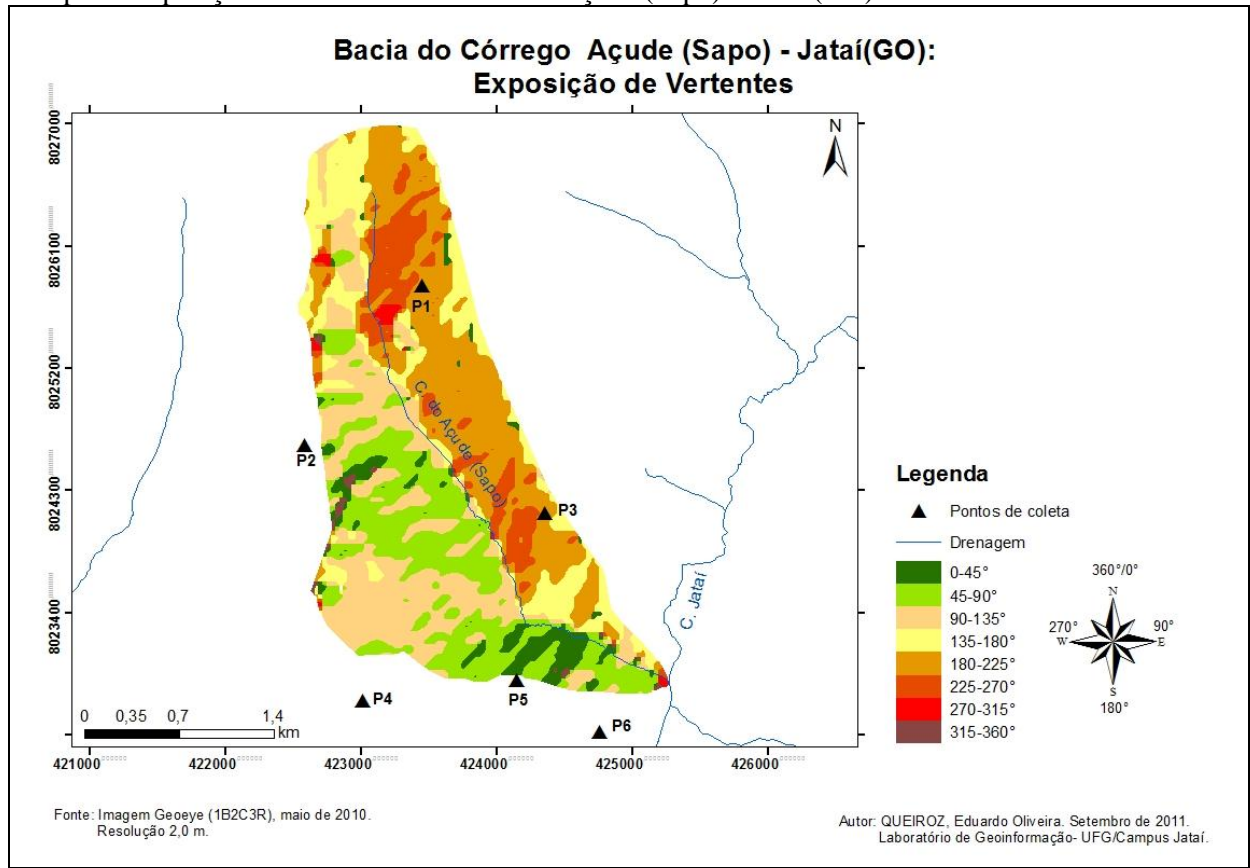 Bacia do Córrego Açude (Sapo) - Jataí(GO):
Exposição de Vertentes
8027000
8026100
8025200
8024300
8023400
421000
422000
423000
424000
425000
426000
N
P1
P2
P3
P4
P5
P6
C. do Açude (Sapo)
C. Jataí
0 0,35 0,7 1,4
km
Legenda
Pontos de coleta
Drenagem
0-45°
45-90°
90-135°
135-180°
180-225°
225-270°
270-315°
315-360°
360°/0°
N
270° 90°
W E
S
180°
Fonte: Imagem Geoeye (1B2C3R), maio de 2010.
Resolução 2,0 m.
Autor: QUEIROZ, Eduardo Oliveira. Setembro de 2011.
Laboratório de Geoinformação- UFG/Campus Jataí.